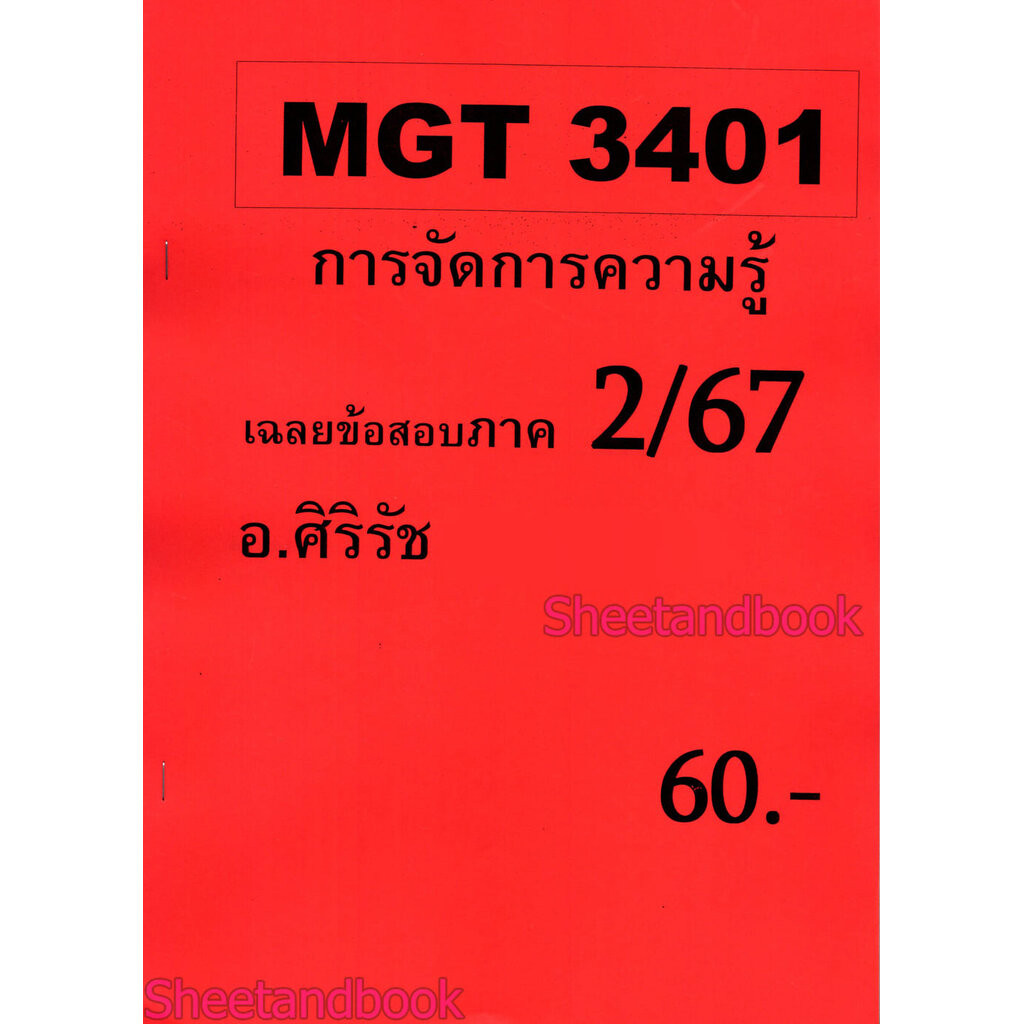 MGT 3401
การจัดการความรู้
เฉลยข้อสอบภาค 2/67
อ.ศิริรัช
Sheetandbook
60.-
Sheetandbook